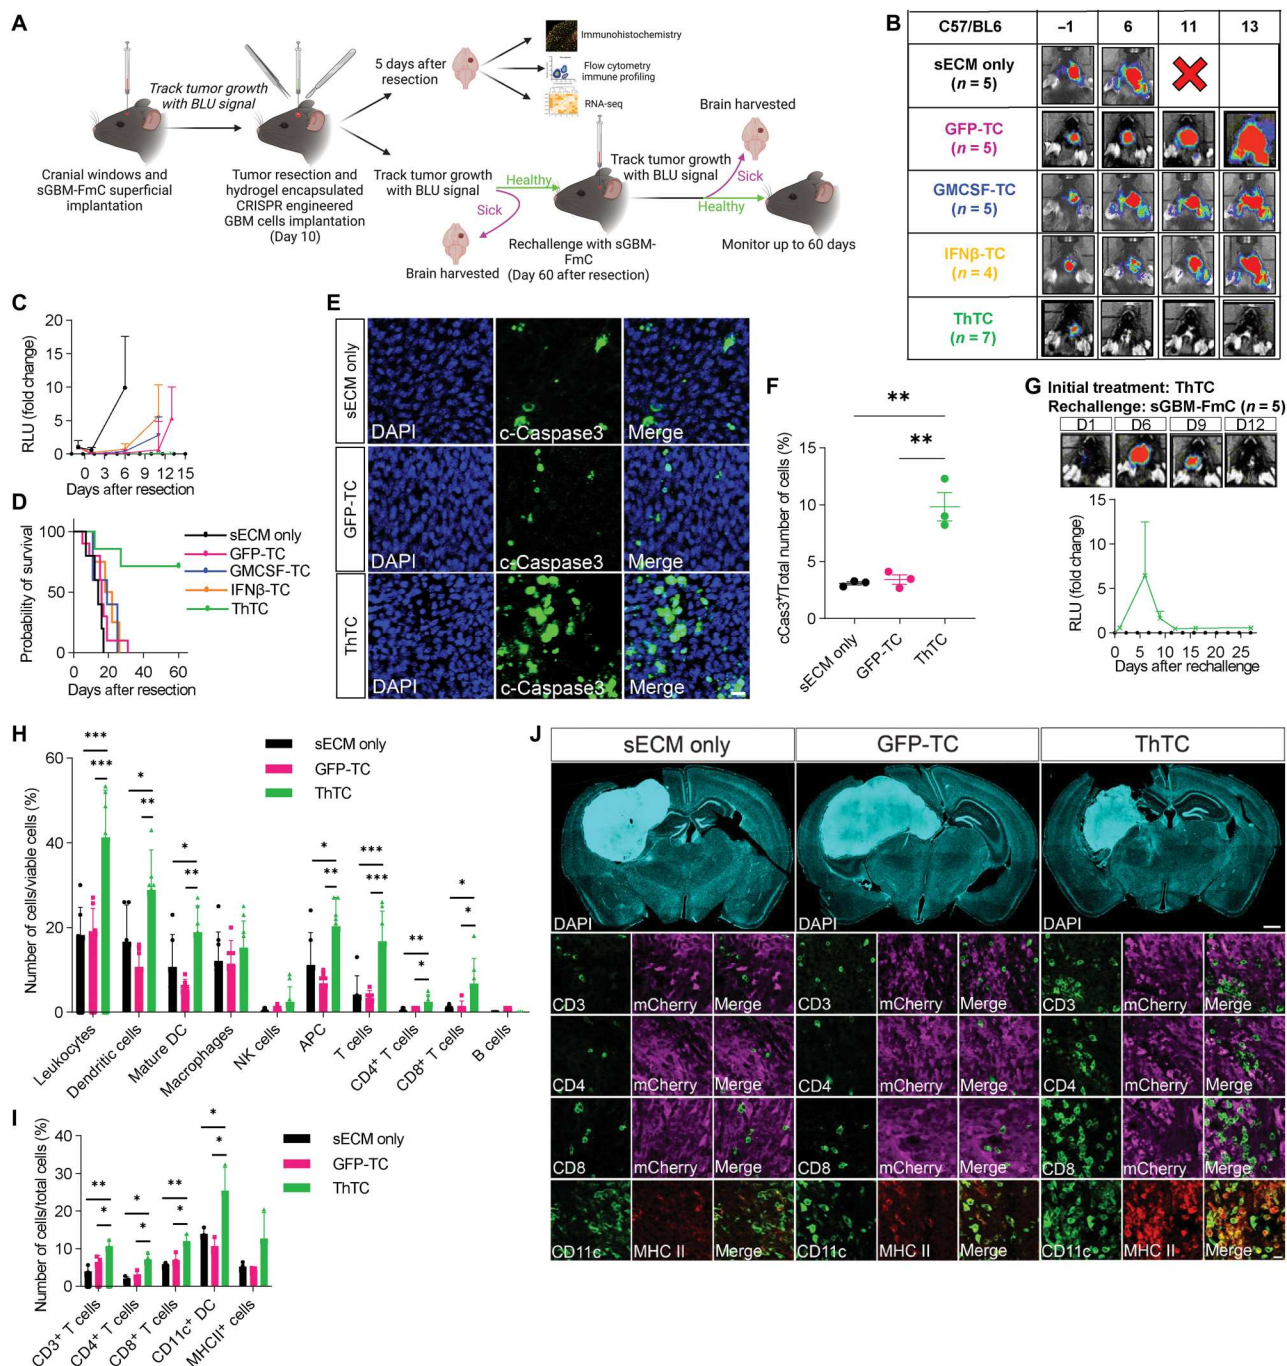 A
Track tumor growth
with BLU signal
Cranial windows and
sGBM-FmC superficial
implantation
Tumor resection and
hydrogel encapsulated
CRISPR engineered
GBM cells implantation
(Day 10)
5 days after
resection
Immunohistochemistry
Flow cytometry
immune profiling
RNA-seq
Track tumor growth
with BLU signal
Healthy
Sick
Brain harvested
Rechallenge with sGBM-
FmC
(Day 60 after resection)
Track tumor growth
with BLU signal
Brain harvested
Sick
Healthy
Monitor up to 60 days
B
C57/BL6 –1 6 11 13
sECM only
(n = 5)
GFP-TC
(n = 5)
GMCSF-TC
(n = 5)
IFNβ-TC
(n = 4)
ThTC
(n = 7)
C
RLU (fold change)
20
15
10
5
0
0 3 6 9 12 15
Days after resection
D
Probability of survival
100
50
0
0 20 40 60
Days after resection
sECM only
GFP-TC
GMCSF-TC
IFNβ-TC
ThTC
E
sECM only
DAPI c-Caspase3 Merge
GFP-TC
DAPI c-Caspase3 Merge
ThTC
DAPI c-Caspase3 Merge
F
cCas3+/Total number of cells (%)
**
**
15
10
5
0
sECM only GFP-TC ThTC
G
Initial treatment: ThTC
Rechallenge: sGBM-FmC (n = 5)
D1 D6 D9 D12
RLU (fold change)
15
10
5
0
0 5 10 15 20 25
Days after rechallenge
H
Number of cells/viable cells (%)
60
40
20
0
sECM only
GFP-TC
ThTC
***
***
*
**
*
**
*
**
***
***
**
*
*
*
Leukocytes Dendritic cells Mature DC Macrophages NK cells APC T cells CD4+ T cells CD8+ T cells B cells
I
Number of cells/total cells (%)
40
30
20
10
0
sECM only
GFP-TC
ThTC
**
*
*
*
**
*
*
*
CD3+ T cells CD4+ T cells CD8+ T cells CD11c+ DC MHCII+ cells
J
sECM only GFP-TC ThTC
DAPI DAPI DAPI
CD3 mCherry Merge CD3 mCherry Merge CD3 mCherry Merge
CD4 mCherry Merge CD4 mCherry Merge CD4 mCherry Merge
CD8 mCherry Merge CD8 mCherry Merge CD8 mCherry Merge
CD11c MHC II Merge CD11c MHC II Merge CD11c MHC II Merge